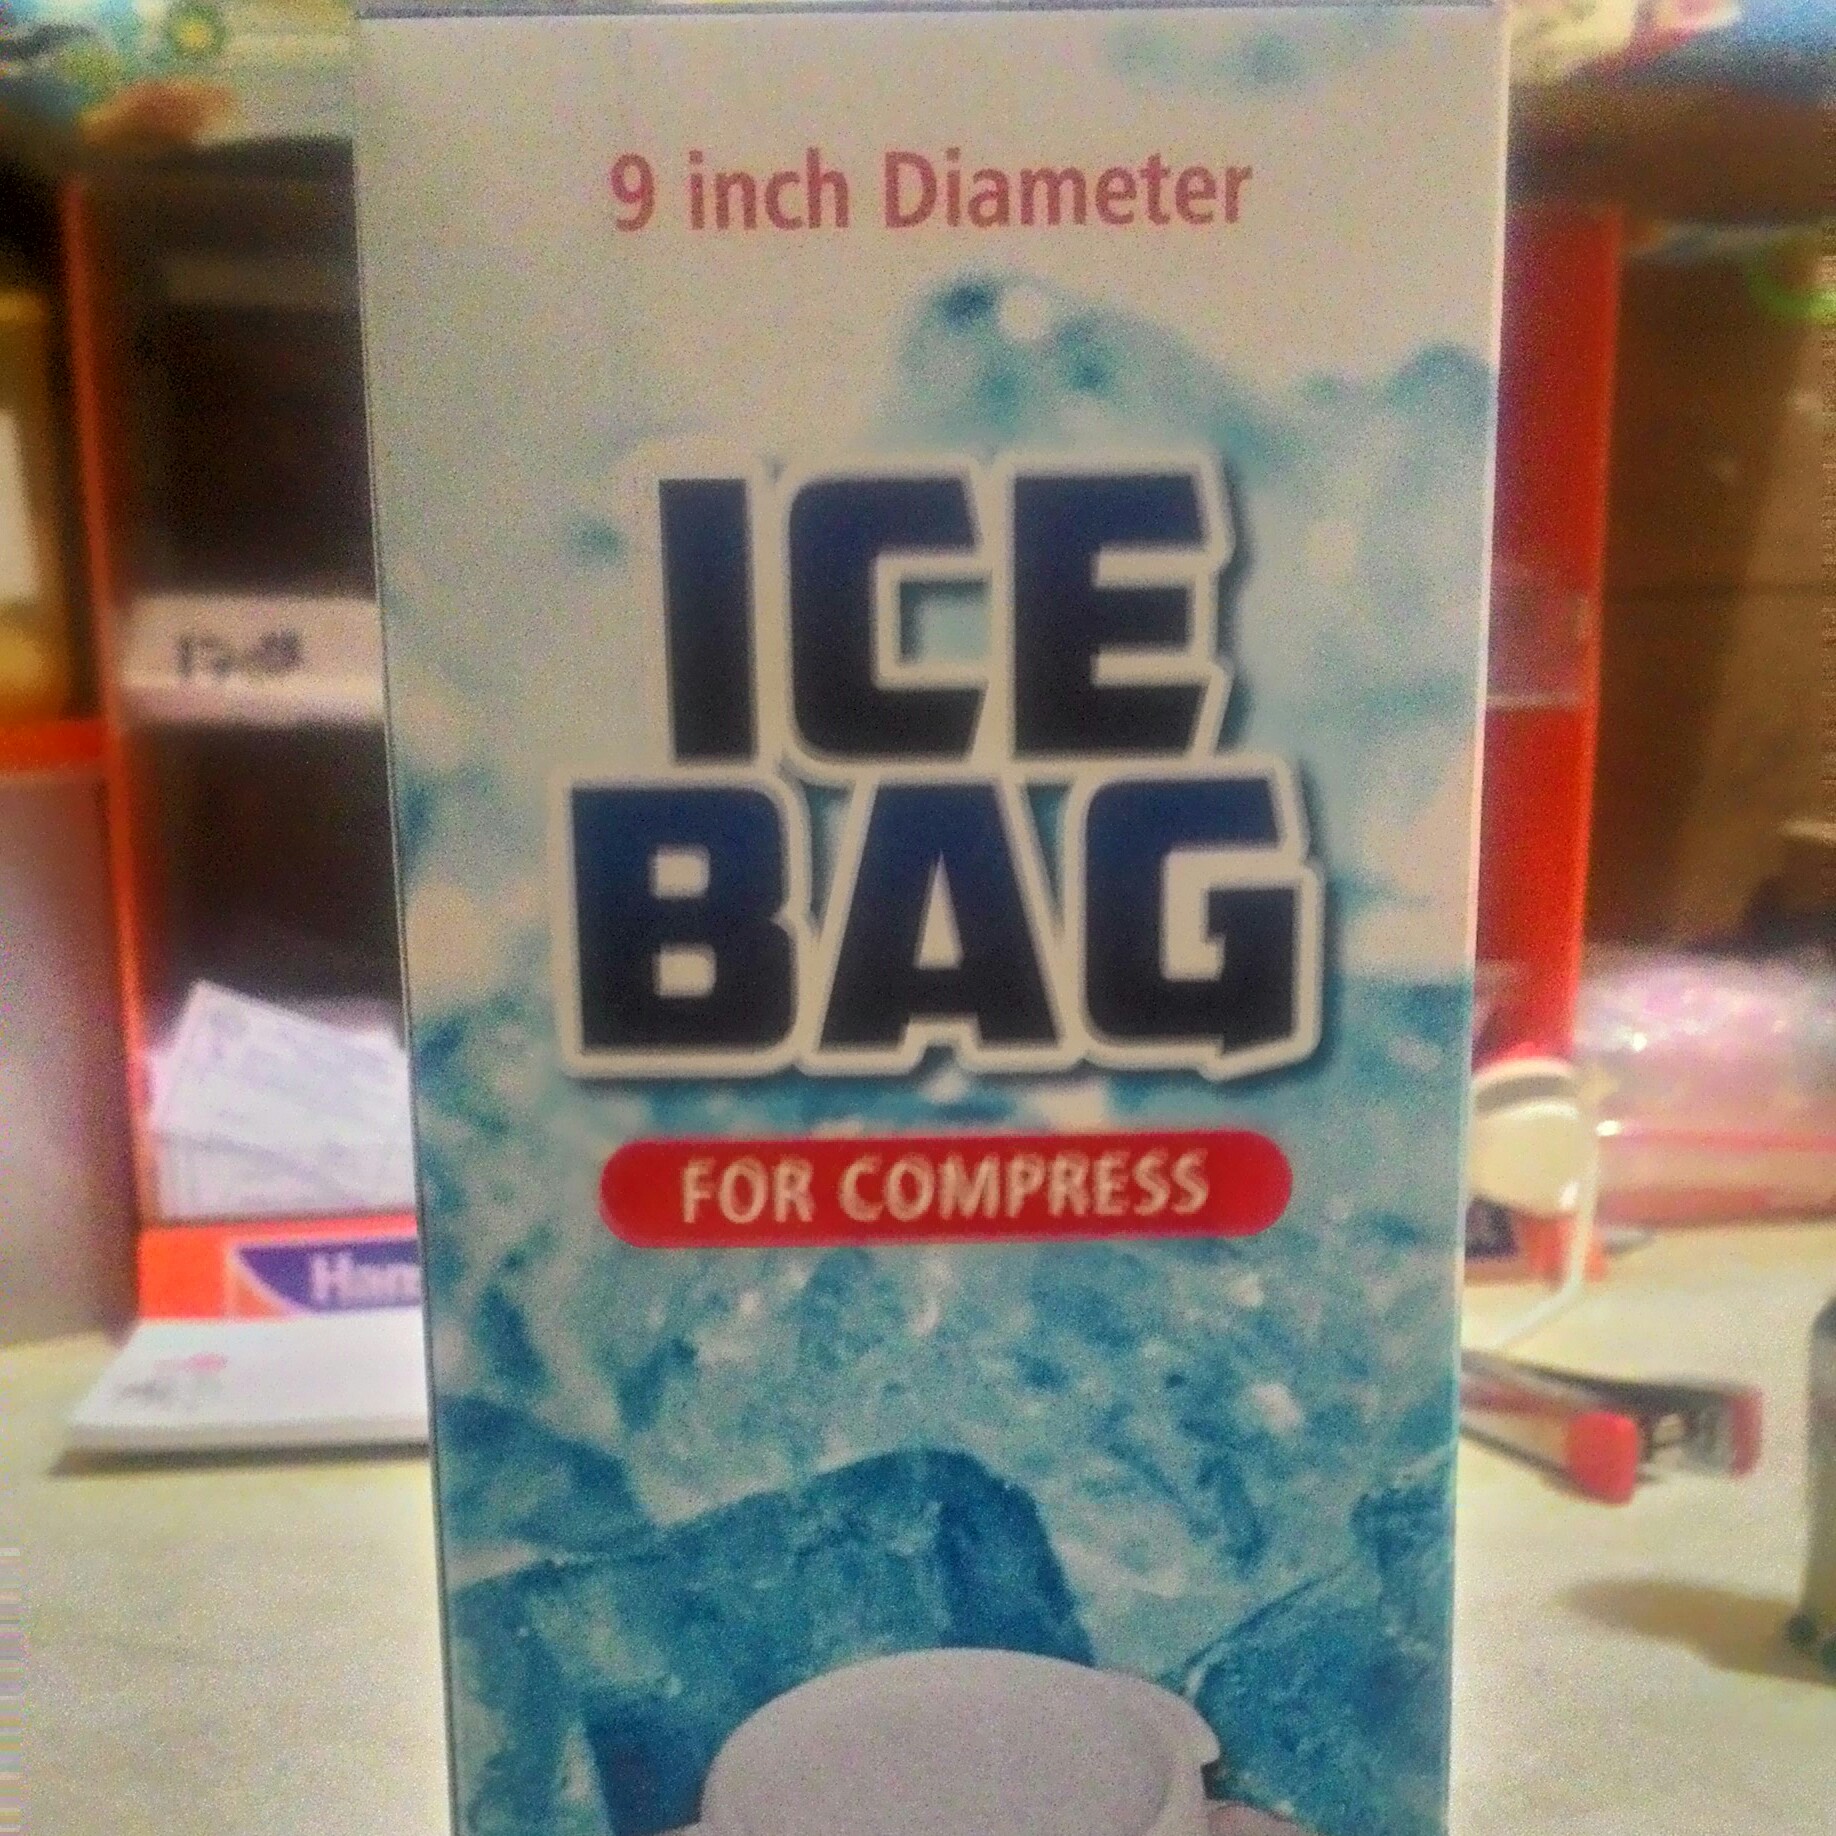 9 inch Diameter
ICE
BAG
FOR COMPRESS